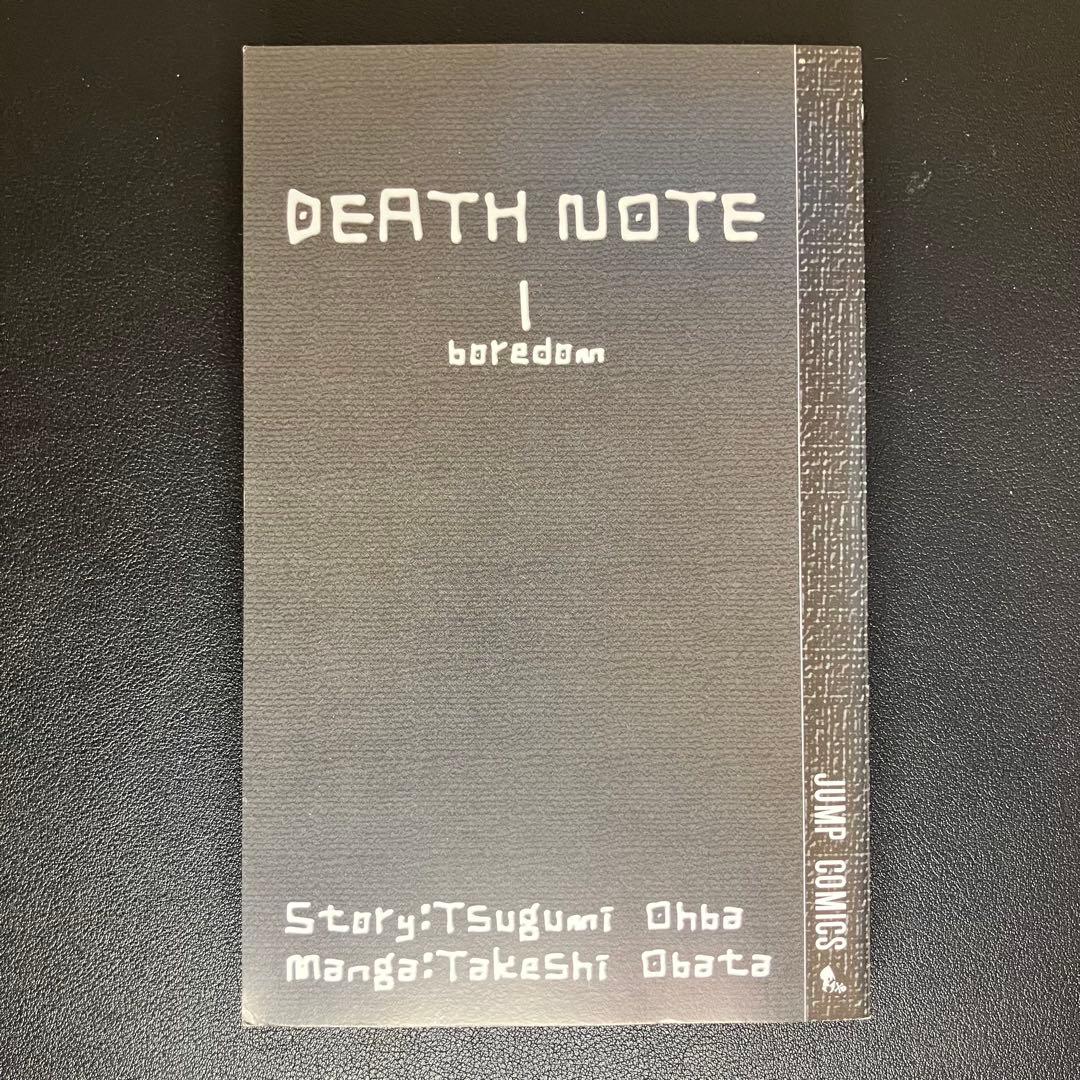 DEATH NOTE
1
boredom
Story:Tsugumi Ohba
Manga:Takeshi Obata
JUMP COMICS